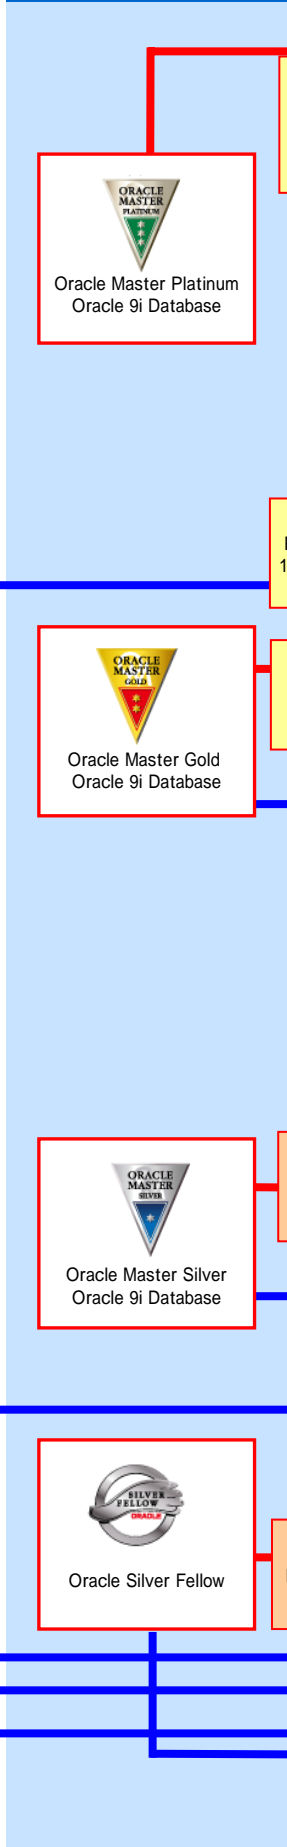 ORACLE
MASTER
PLATINUM
Oracle Master Platinum
Oracle 9i Database
1
ORACLE
MASTER
GOLD
Oracle Master Gold
Oracle 9i Database
ORACLE
MASTER
SILVER
Oracle Master Silver
Oracle 9i Database
SILVER
FELLOW
ORACLE
Oracle Silver Fellow